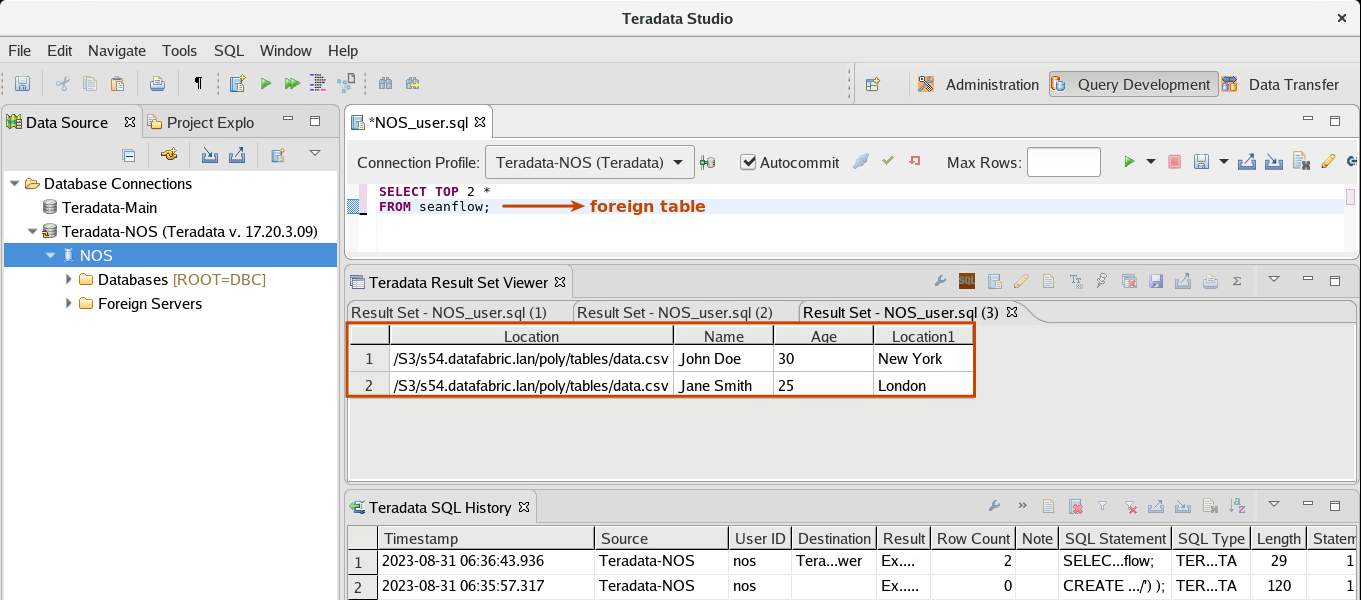 Teradata Studio
File Edit Navigate Tools SQL Window Help
Administration Query Development Data Transfer
Data Source Project Explo
*NOS_user.sql
Connection Profile: Teradata-NOS (Teradata) Autocommit Max Rows:
Database Connections
Teradata-Main
Teradata-NOS (Teradata v. 17.20.3.09)
NOS
Databases [ROOT=DBC]
Foreign Servers
SELECT TOP 2 *
FROM seanflow; foreign table
Teradata Result Set Viewer
SQL
Result Set - NOS_user.sql (1) Result Set - NOS_user.sql (2) Result Set - NOS_user.sql (3)
Location Name Age Location1
1 /S3/s54.datafabric.lan/poly/tables/data.csv John Doe 30 New York
2 /S3/s54.datafabric.lan/poly/tables/data.csv Jane Smith 25 London
Teradata SQL History
Timestamp Source User ID Destination Result Row Count Note SQL Statement SQL Type Length Statem
1 2023-08-31 06:36:43.936 Teradata-NOS nos Tera...wer Ex.... 2 SELEC...flow; TER...TA 29 1
2 2023-08-31 06:35:57.317 Teradata-NOS nos Ex..... 0 CREATE .../') ); TER...TA 120 1